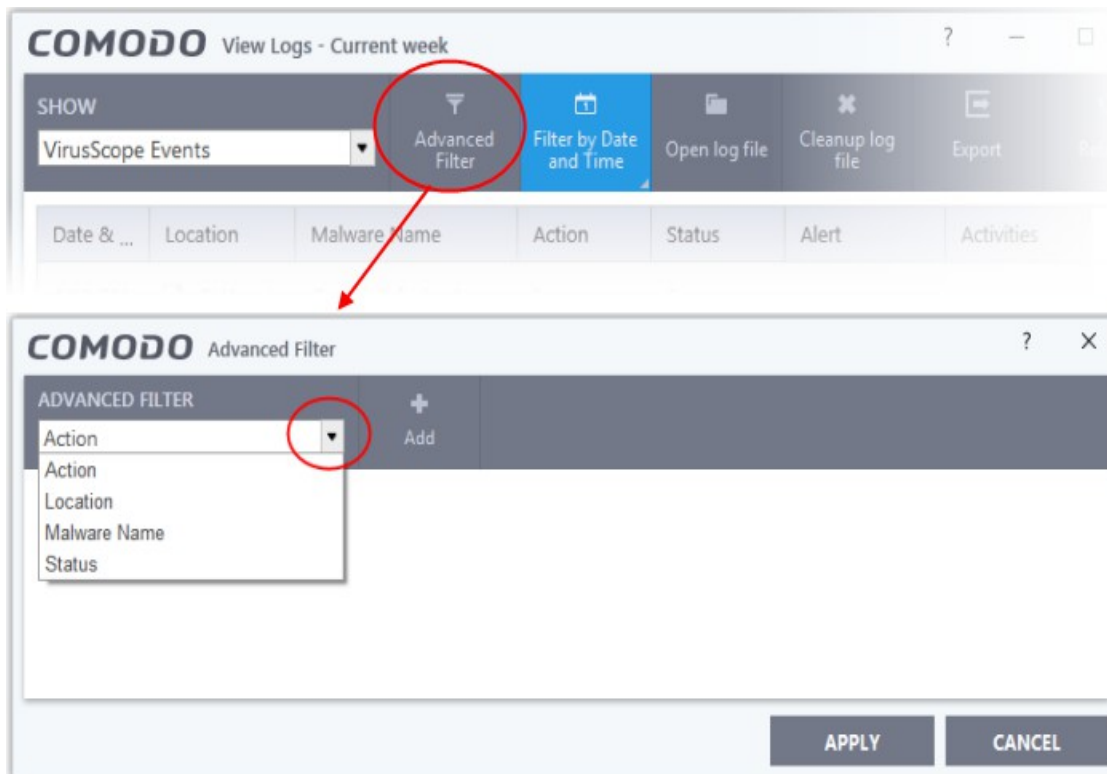 COMODO View Logs - Current week
?
SHOW
VirusScope Events
Advanced
Filter
Filter by Date
and Time
Open log file
Cleanup log
file
Export
Date & ... Location Malware Name Action Status Alert Activities
COMODO Advanced Filter
?
ADVANCED FILTER
Action
Add
Action
Location
Malware Name
Status
APPLY CANCEL